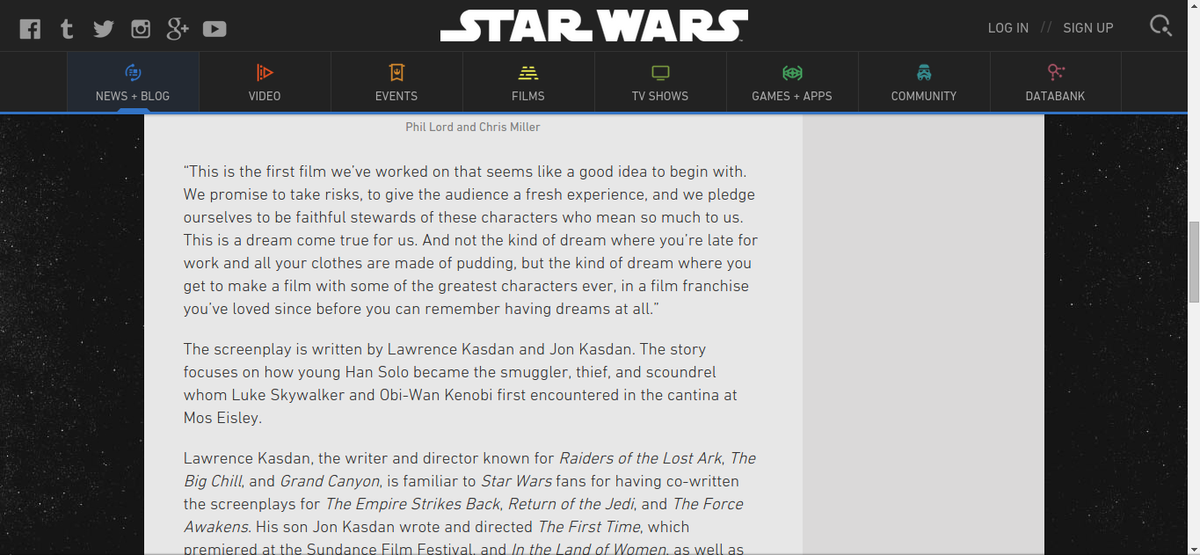 STAR WARS
LOG IN // SIGN UP
NEWS + BLOG
VIDEO
EVENTS
FILMS
TV SHOWS
GAMES + APPS
COMMUNITY
DATABANK
Phil Lord and Chris Miller
“This is the first film we’ve worked on that seems like a good idea to begin with.
We promise to take risks, to give the audience a fresh experience, and we pledge
ourselves to be faithful stewards of these characters who mean so much to us.
This is a dream come true for us. And not the kind of dream where you’re late for
work and all your clothes are made of pudding, but the kind of dream where you
get to make a film with some of the greatest characters ever, in a film franchise
you’ve loved since before you can remember having dreams at all.”
The screenplay is written by Lawrence Kasdan and Jon Kasdan. The story
focuses on how young Han Solo became the smuggler, thief, and scoundrel
whom Luke Skywalker and Obi-Wan Kenobi first encountered in the cantina at
Mos Eisley.
Lawrence Kasdan, the writer and director known for Raiders of the Lost Ark, The
Big Chill, and Grand Canyon, is familiar to Star Wars fans for having co-written
the screenplays for The Empire Strikes Back, Return of the Jedi, and The Force
Awakens. His son Jon Kasdan wrote and directed The First Time, which
premiered at the Sundance Film Festival, and In the Land of Women, as well as